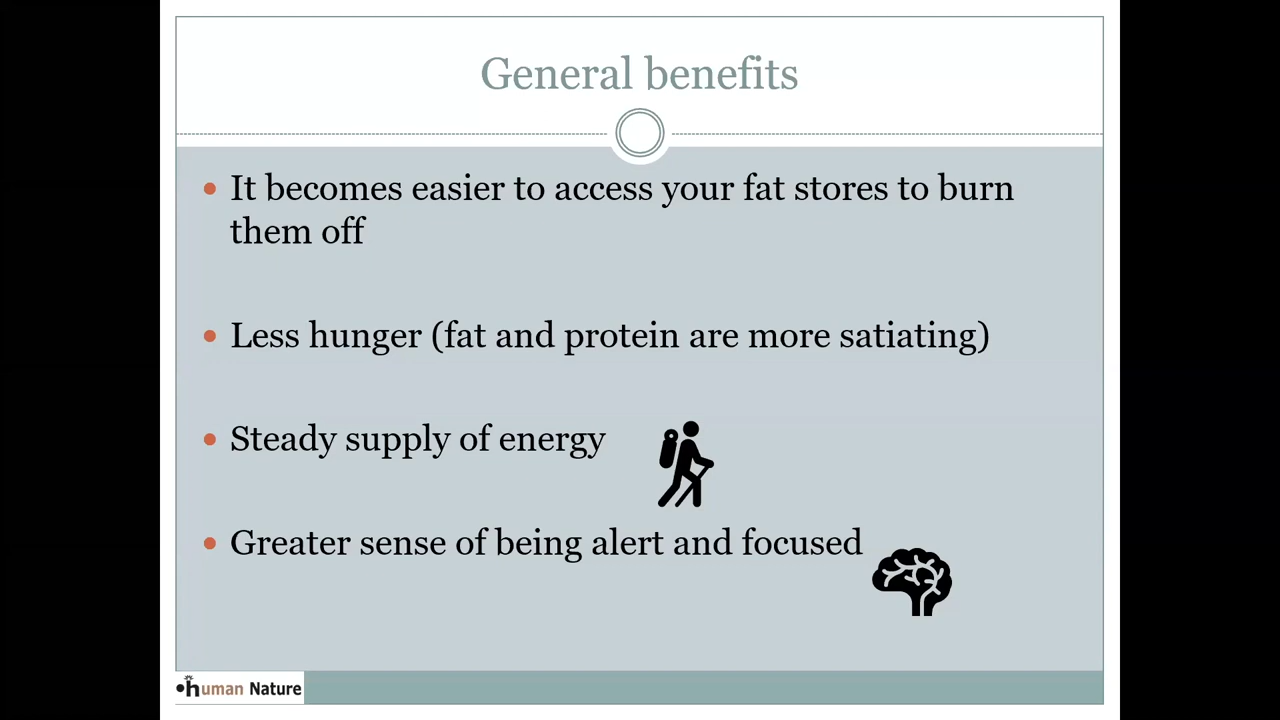 General benefits
• It becomes easier to access your fat stores to burn
them off
• Less hunger (fat and protein are more satiating)
• Steady supply of energy
• Greater sense of being alert and focused
human Nature